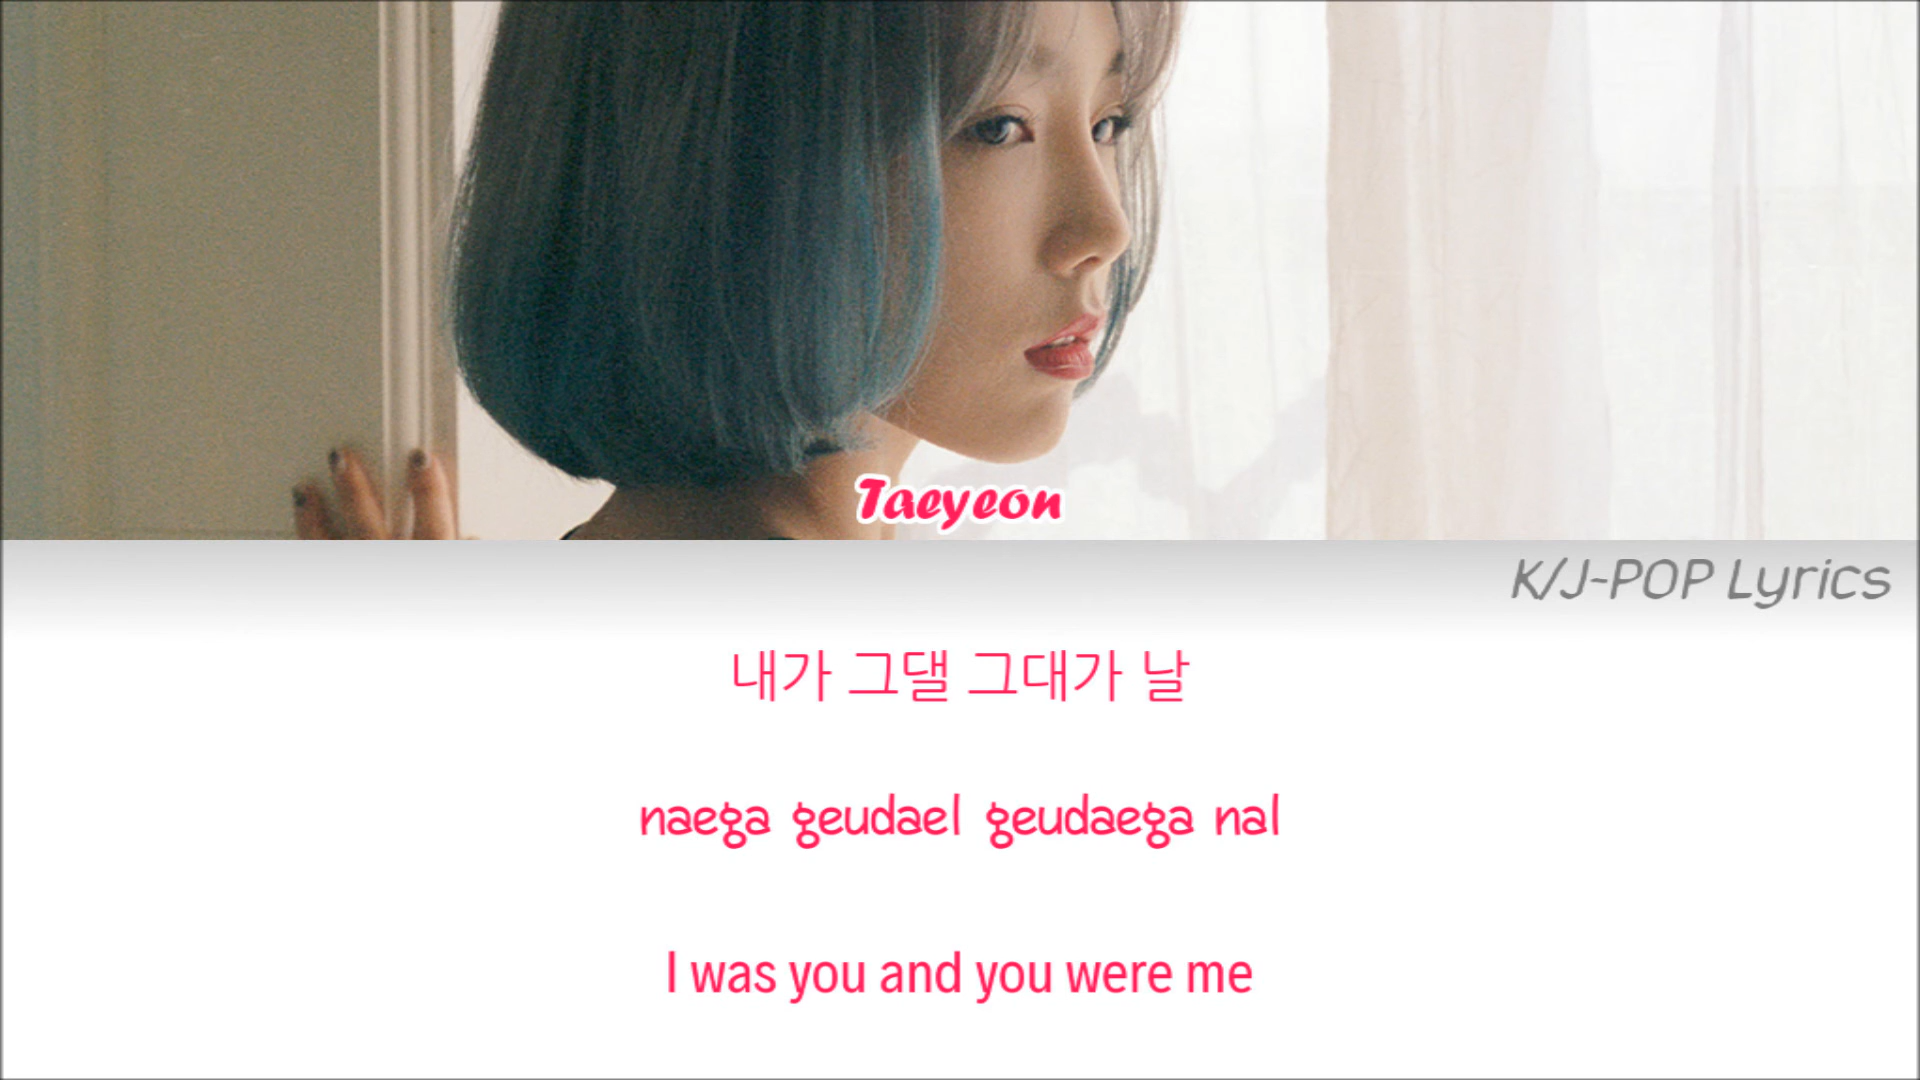 Taeyeon
K/J-POP Lyrics
내가 그댈 그대가 날
naega geudael geudaega nal
I was you and you were me